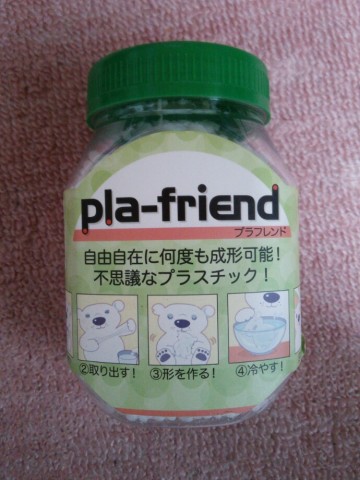 pla-friend
プラフレンド
自由自在に何度も成形可能！
不思議なプラスチック！
②取り出す！
③形を作る！
④冷やす！